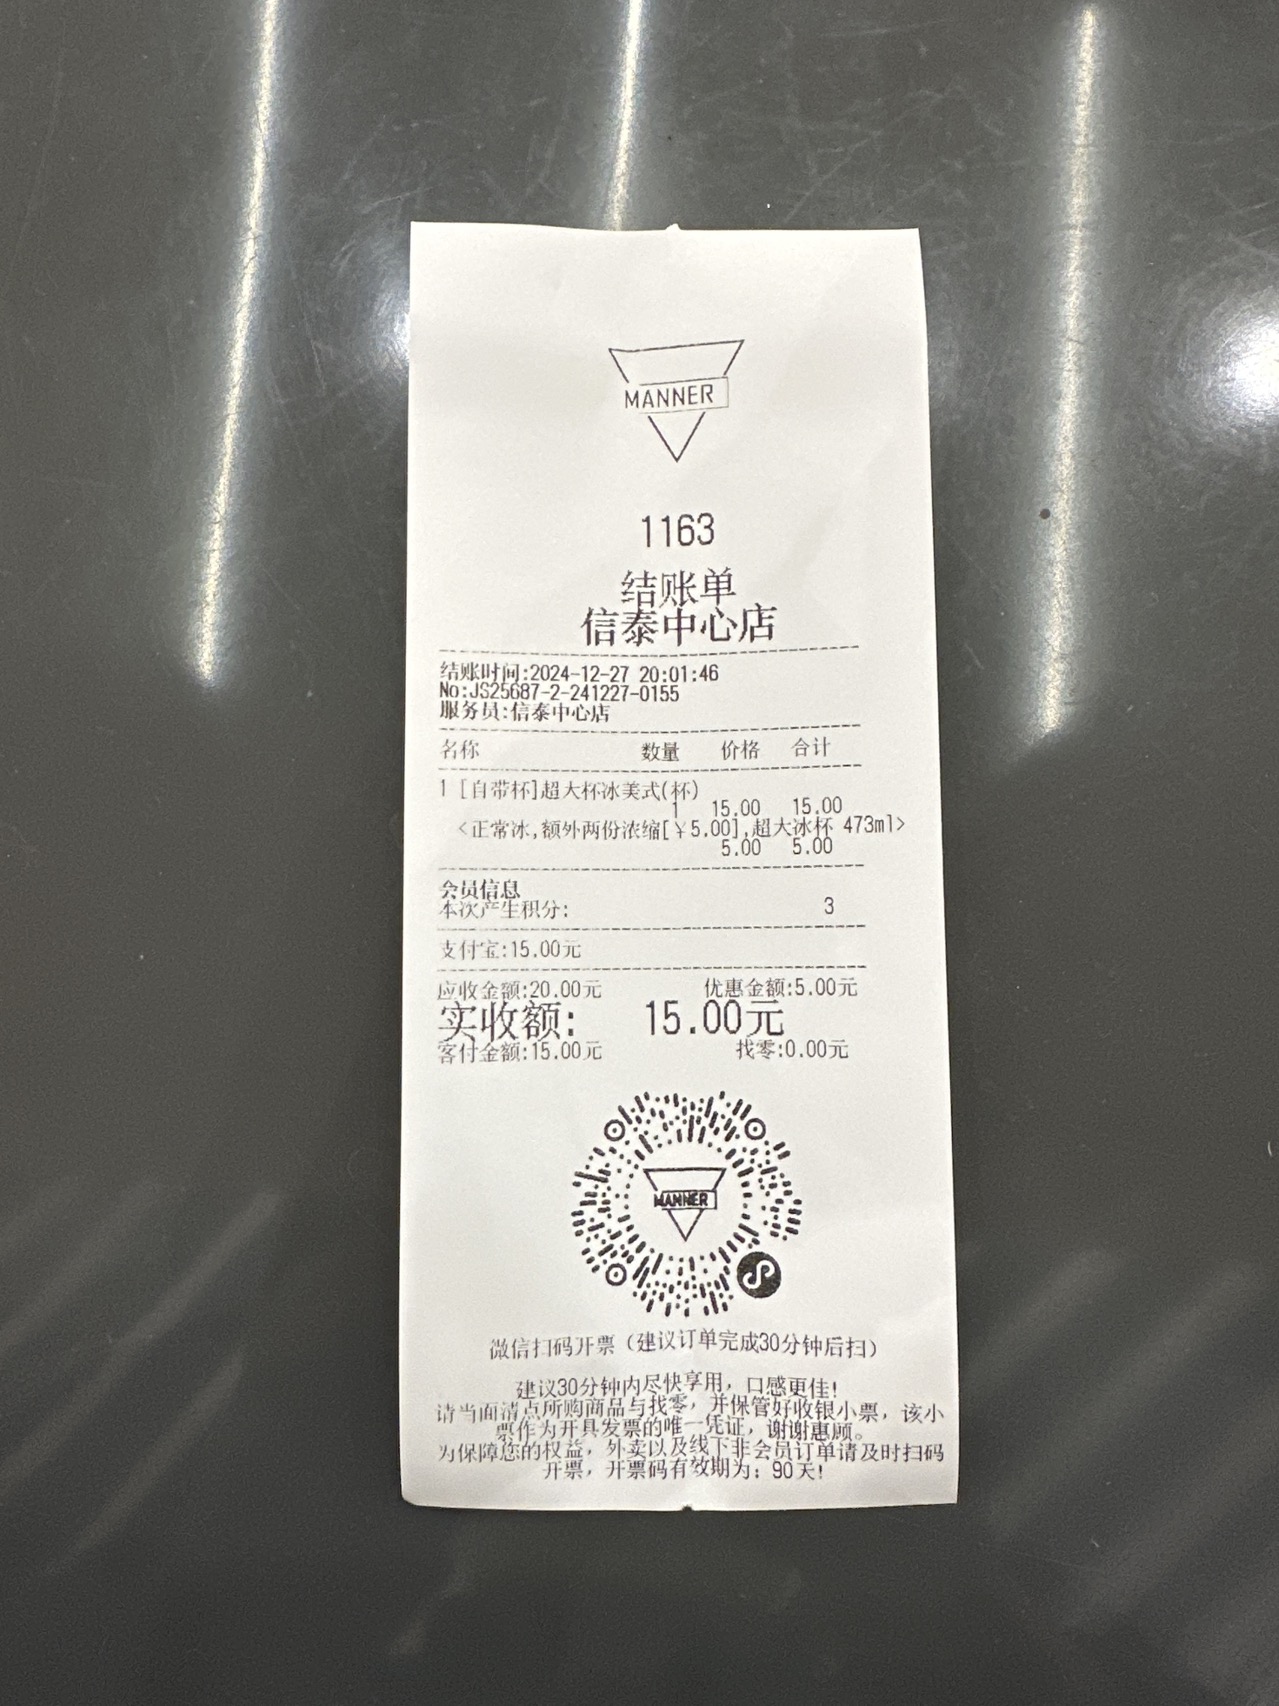 MANNER
1163
结账单
信泰中心店
结账时间:2024-12-27 20:01:46
No:JS25687-2-241227-0155
服务员:信泰中心店
名称 数量 价格 合计
1 [自带杯]超大杯冰美式(杯)
1 15.00 15.00
<正常冰,额外两份浓缩[￥5.00],超大冰杯 473ml>
5.00 5.00
会员信息
本次产生积分: 3
支付宝:15.00元
应收金额:20.00元 优惠金额:5.00元
实收额: 15.00元
客付金额:15.00元 找零:0.00元
MANNER
微信扫码开票（建议订单完成30分钟后扫）
建议30分钟内尽快享用，口感更佳!
请当面清点所购商品与找零，并保管好收银小票，该小
票作为开具发票的唯一凭证，谢谢惠顾。
为保障您的权益，外卖以及线下非会员订单请及时扫码
开票，开票码有效期为: 90天!